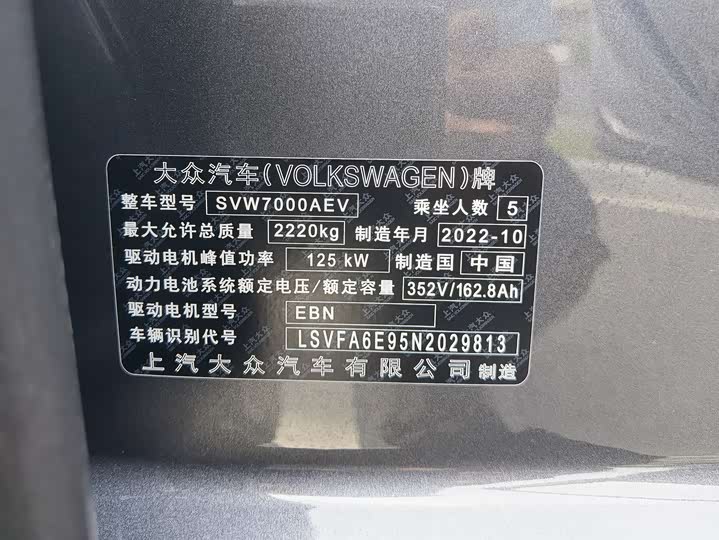 大众汽车(VOLKSWAGEN)牌
整车型号 SVW7000AEV 乘坐人数 5
最大允许总质量 2220kg 制造年月 2022-10
驱动电机峰值功率 125 kW 制造国 中国
动力电池系统额定电压/额定容量 352V/162.8Ah
驱动电机型号 EBN
车辆识别代号 LSVFA6E95N2029813
上汽大众汽车有限公司制造